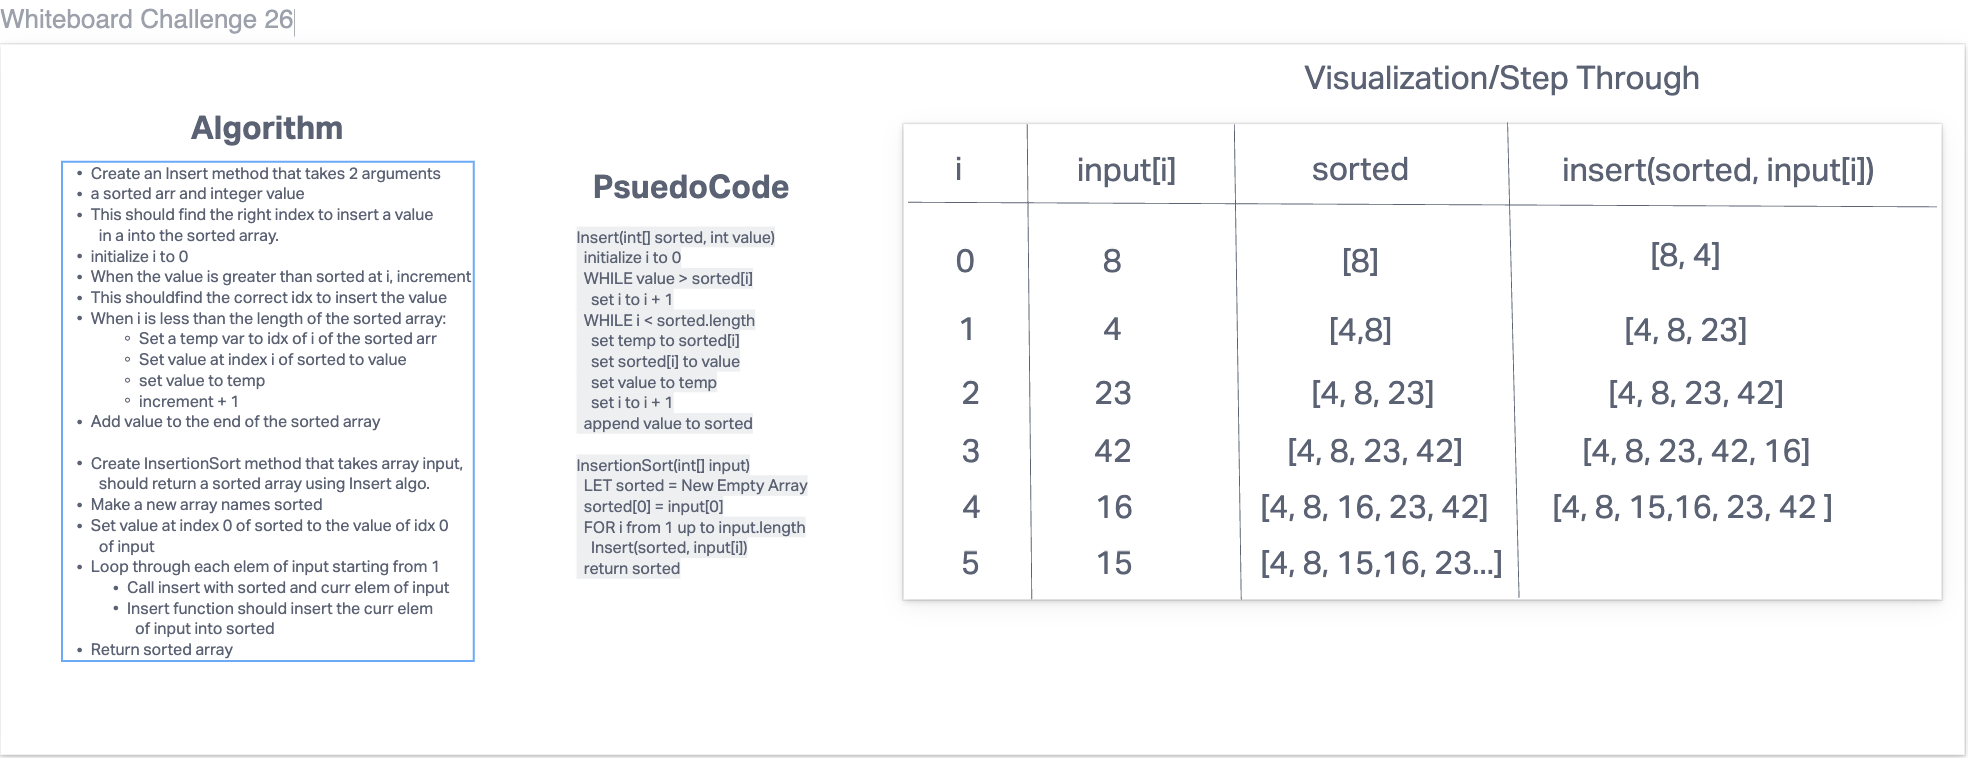 Whiteboard Challenge 26
Algorithm
• Create an Insert method that takes 2 arguments
• a sorted arr and integer value
• This should find the right index to insert a value
in a into the sorted array.
• initialize i to 0
• When the value is greater than sorted at i, increment
• This shouldfind the correct idx to insert the value
• When i is less than the length of the sorted array:
◦ Set a temp var to idx of i of the sorted arr
◦ Set value at index i of sorted to value
◦ set value to temp
◦ increment + 1
• Add value to the end of the sorted array
• Create InsertionSort method that takes array input,
should return a sorted array using Insert algo.
• Make a new array names sorted
• Set value at index 0 of sorted to the value of idx 0
of input
• Loop through each elem of input starting from 1
• Call insert with sorted and curr elem of input
• Insert function should insert the curr elem
of input into sorted
• Return sorted array
PsuedoCode
Insert(int[] sorted, int value)
initialize i to 0
WHILE value > sorted[i]
set i to i + 1
WHILE i < sorted.length
set temp to sorted[i]
set sorted[i] to value
set value to temp
set i to i + 1
append value to sorted
InsertionSort(int[] input)
LET sorted = New Empty Array
sorted[0] = input[0]
FOR i from 1 up to input.length
Insert(sorted, input[i])
return sorted
Visualization/Step Through
i input[i] sorted insert(sorted, input[i])
0 8 [8] [8, 4]
1 4 [4,8] [4, 8, 23]
2 23 [4, 8, 23] [4, 8, 23, 42]
3 42 [4, 8, 23, 42] [4, 8, 23, 42, 16]
4 16 [4, 8, 16, 23, 42] [4, 8, 15,16, 23, 42 ]
5 15 [4, 8, 15,16, 23...]